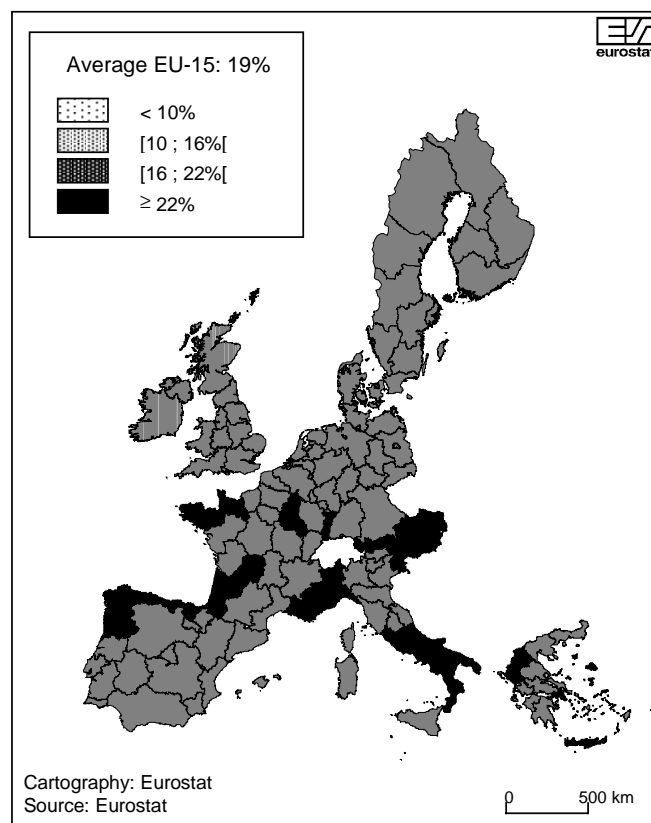 eurostat
Average EU-15: 19%
< 10%
[10 ; 16%[
[16 ; 22%[
≥ 22%
Cartography: Eurostat
Source: Eurostat
0 500 km